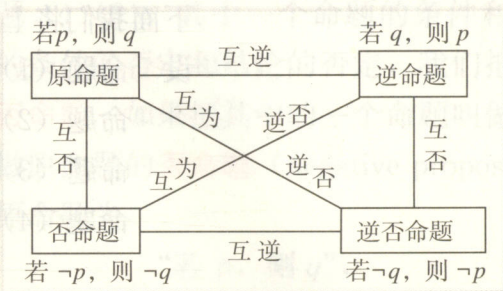 若p，则q
若q，则p
原命题
互逆
逆命题
互为
逆否
互否
互否
互为
逆否
否命题
互逆
逆否命题
若¬p，则¬q
若¬q，则¬p